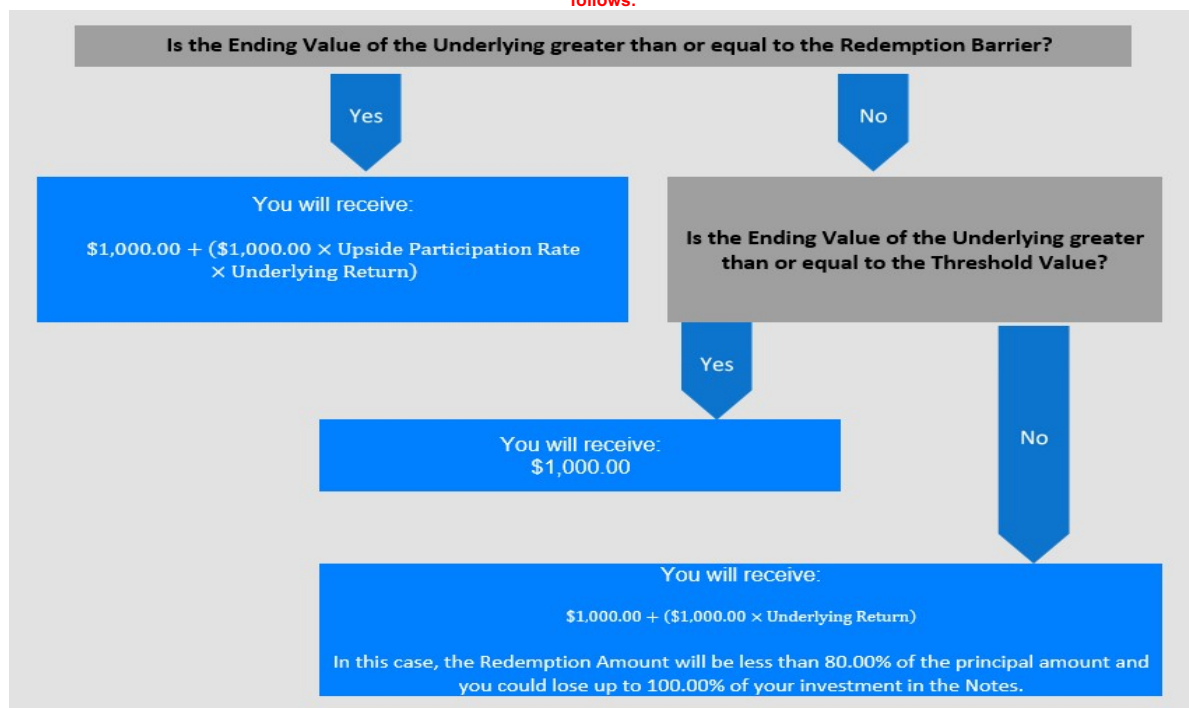 follows:
Is the Ending Value of the Underlying greater than or equal to the Redemption Barrier?
Yes
No
You will receive:
$1,000.00 + ($1,000.00 × Upside Participation Rate
× Underlying Return)
Is the Ending Value of the Underlying greater
than or equal to the Threshold Value?
Yes
No
You will receive:
$1,000.00
You will receive:
$1,000.00 + ($1,000.00 × Underlying Return)
In this case, the Redemption Amount will be less than 80.00% of the principal amount and
you could lose up to 100.00% of your investment in the Notes.